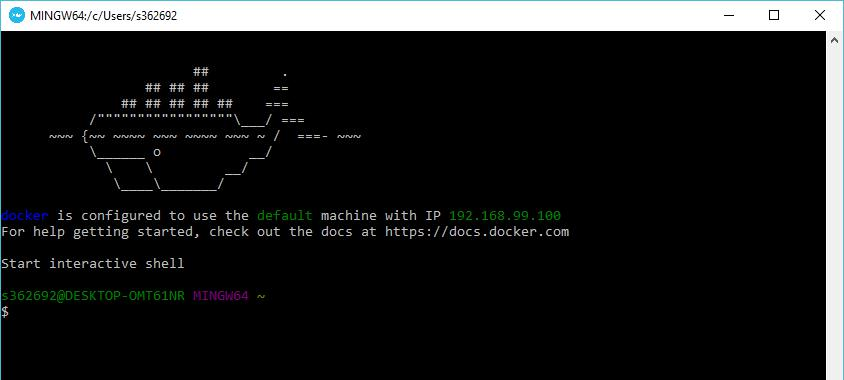 MINGW64:/c/Users/s362692
                        ##         .
                  ## ## ##        ==
               ## ## ## ## ##    ===
           /"""""""""""""""""\___/ ===
      ~~~ {~~ ~~~~ ~~~ ~~~~ ~~~ ~ /  ===- ~~~
           \______ o           __/
             \    \         __/
              \____\_______/
docker is configured to use the default machine with IP 192.168.99.100
For help getting started, check out the docs at https://docs.docker.com
Start interactive shell
s362692@DESKTOP-OMT61NR MINGW64 ~
$